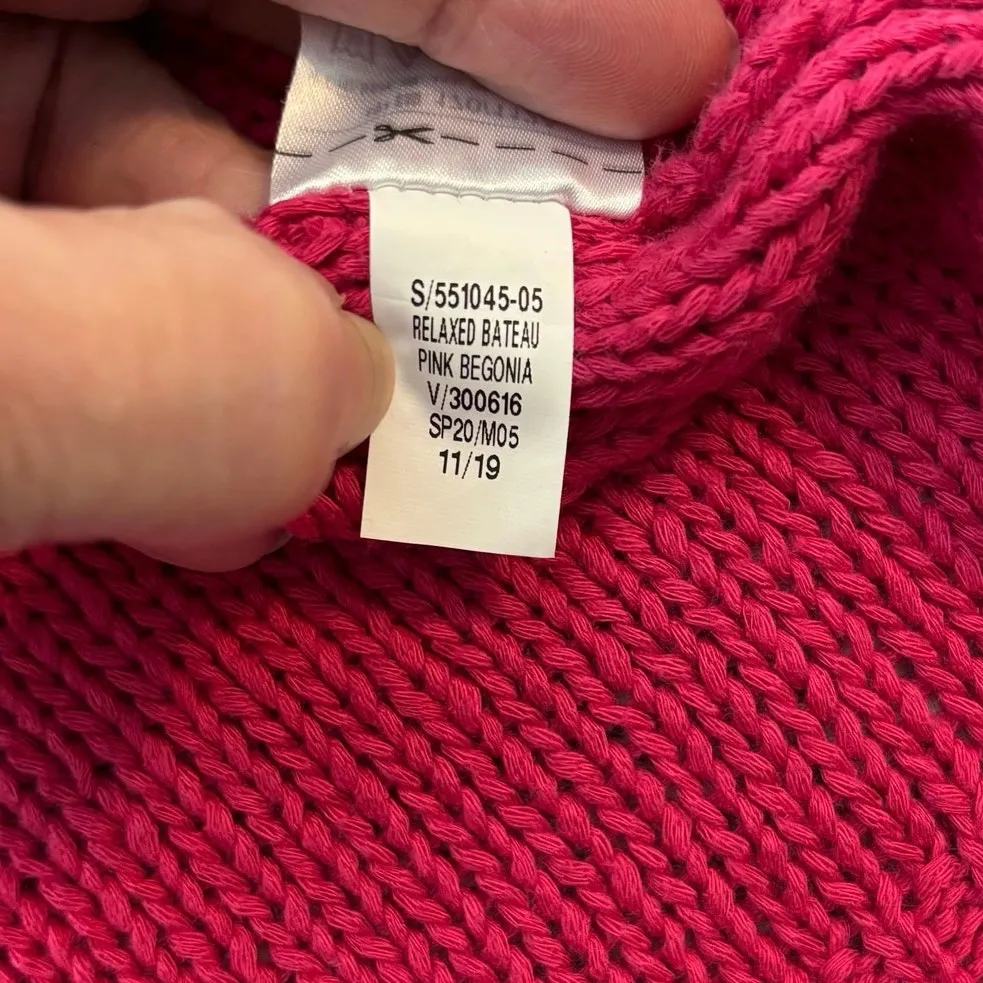 S/551045-05
RELAXED BATEAU
PINK BEGONIA
V/300616
SP20/M05
11/19